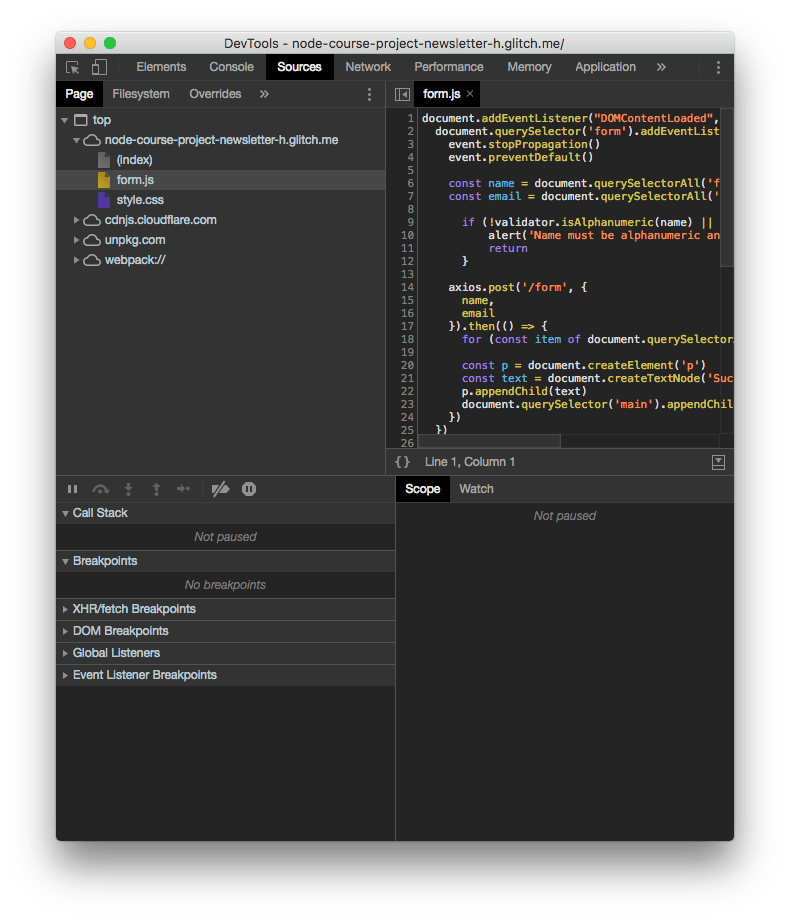 DevTools - node-course-project-newsletter-h.glitch.me/
Elements Console Sources Network Performance Memory Application »
Page Filesystem Overrides »
top
node-course-project-newsletter-h.glitch.me
(index)
form.js
style.css
cdnjs.cloudflare.com
unpkg.com
webpack://
form.js ×
1 document.addEventListener("DOMContentLoaded",
2 document.querySelector('form').addEventList
3 event.stopPropagation()
4 event.preventDefault()
5
6 const name = document.querySelectorAll('f
7 const email = document.querySelectorAll('
8
9 if (!validator.isAlphanumeric(name) ||
10 alert('Name must be alphanumeric an
11 return
12 }
13
14 axios.post('/form', {
15 name,
16 email
17 }).then(() => {
18 for (const item of document.querySelector
19
20 const p = document.createElement('p')
21 const text = document.createTextNode('Suc
22 p.appendChild(text)
23 document.querySelector('main').appendChil
24 })
25 })
26
{} Line 1, Column 1
Call Stack
Not paused
Breakpoints
No breakpoints
XHR/fetch Breakpoints
DOM Breakpoints
Global Listeners
Event Listener Breakpoints
Scope Watch
Not paused